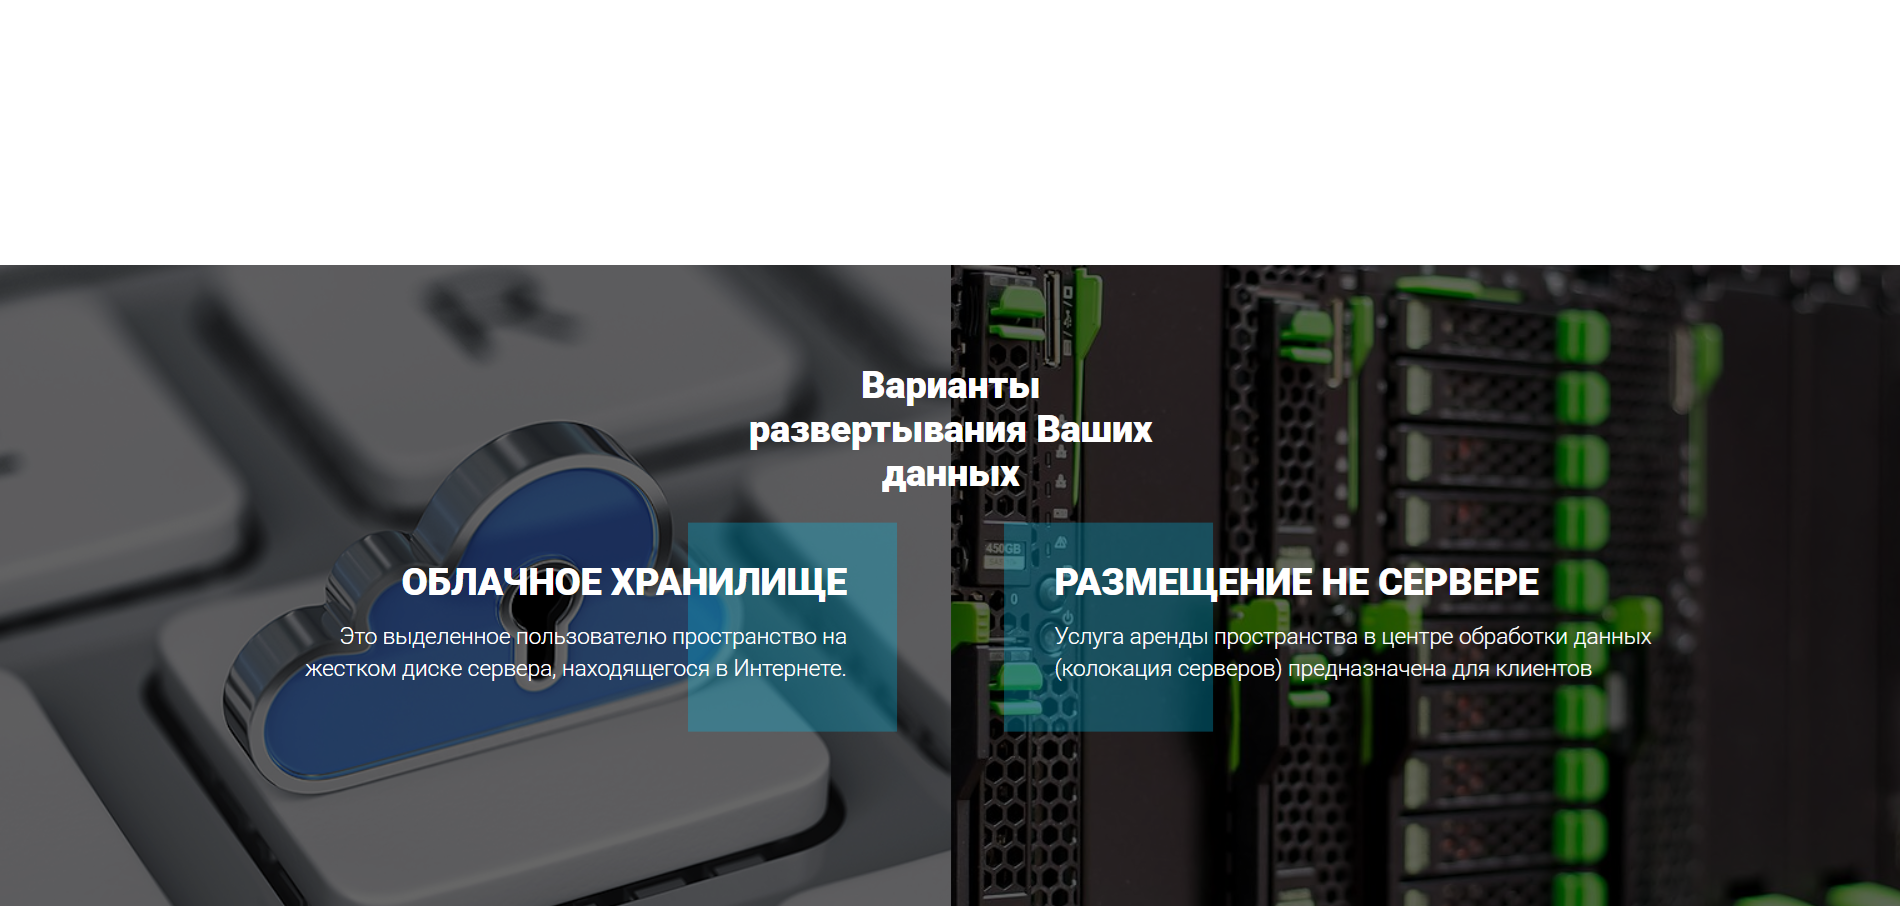 Варианты
развертывания Ваших
данных
ОБЛАЧНОЕ ХРАНИЛИЩЕ
Это выделенное пользователю пространство на
жестком диске сервера, находящегося в Интернете.
450GB
РАЗМЕЩЕНИЕ НЕ СЕРВЕРЕ
Услуга аренды пространства в центре обработки данных
(колокация серверов) предназначена для клиентов